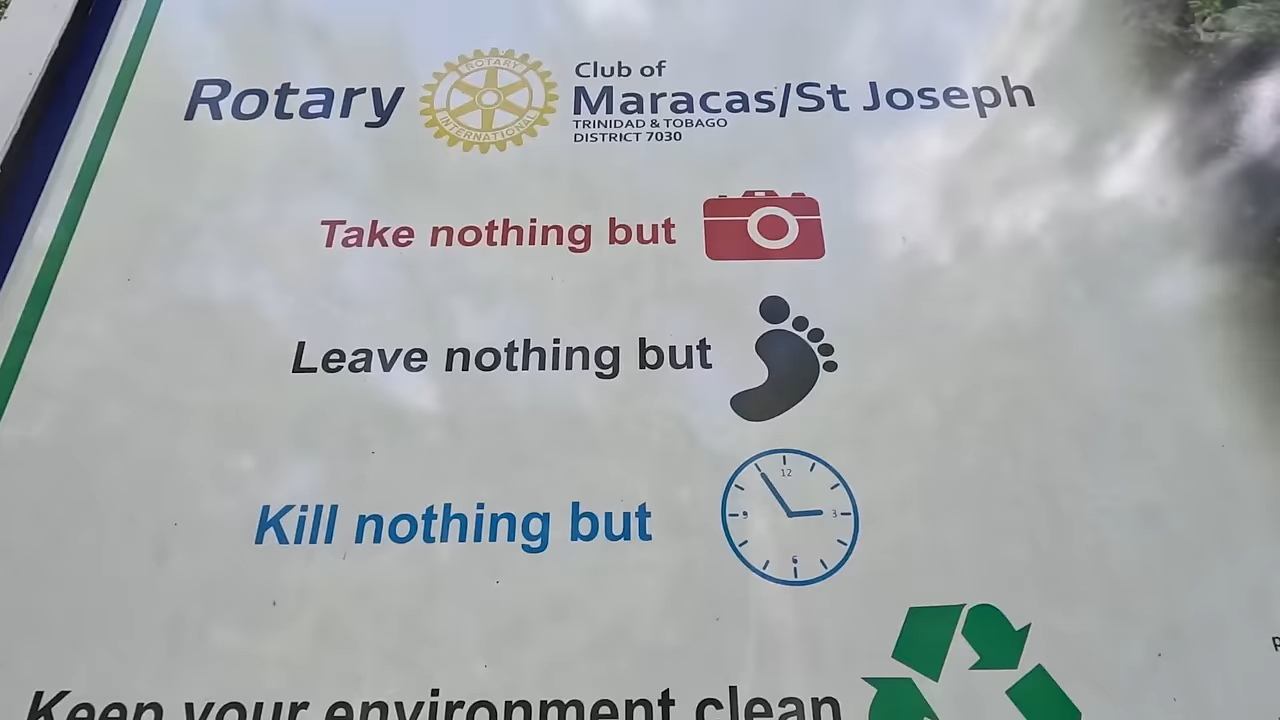 Rotary
ROTARY
INTERNATIONAL
Club of
Maracas/St Joseph
TRINIDAD & TOBAGO
DISTRICT 7030
Take nothing but
Leave nothing but
Kill nothing but
12
9 3
6
Keep your environment clean